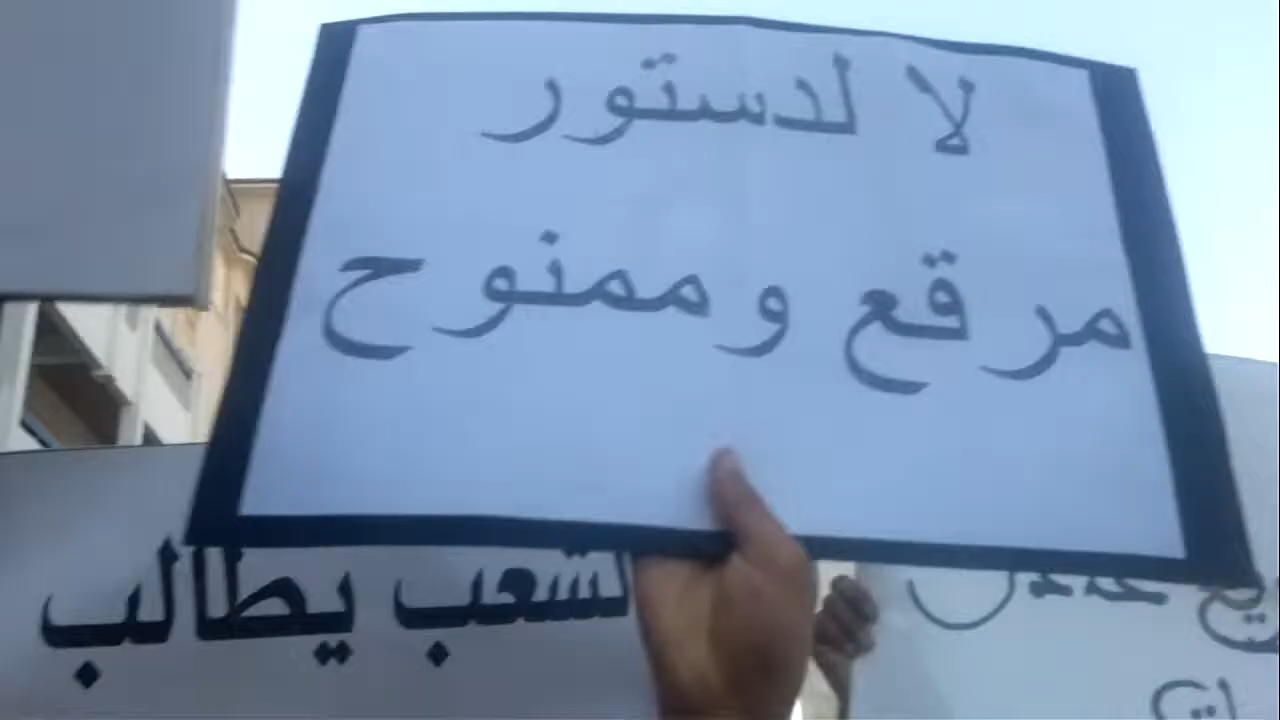 لا لدستور
مرقع وممنوح
الشعب يطالب